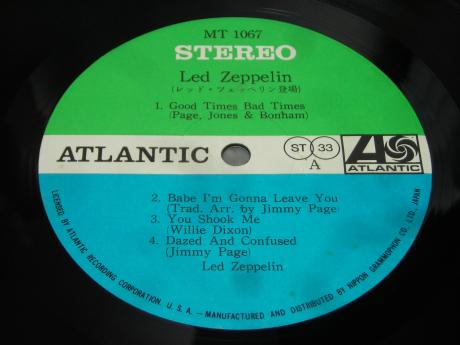 MT 1067
STEREO
Led Zeppelin
(レッド・ツェッペリン登場)
1. Good Times Bad Times
(Page, Jones & Bonham)
ATLANTIC
ST 33
A
ATLANTIC
2. Babe I'm Gonna Leave You
(Trad. Arr. by Jimmy Page)
3. You Shook Me
(Willie Dixon)
4. Dazed And Confused
(Jimmy Page)
Led Zeppelin
LICENSED BY ATLANTIC RECORDING CORPORATION, U. S. A. — MANUFACTURED AND DISTRIBUTED BY NIPPON GRAMMOPHON CO., LTD., JAPAN